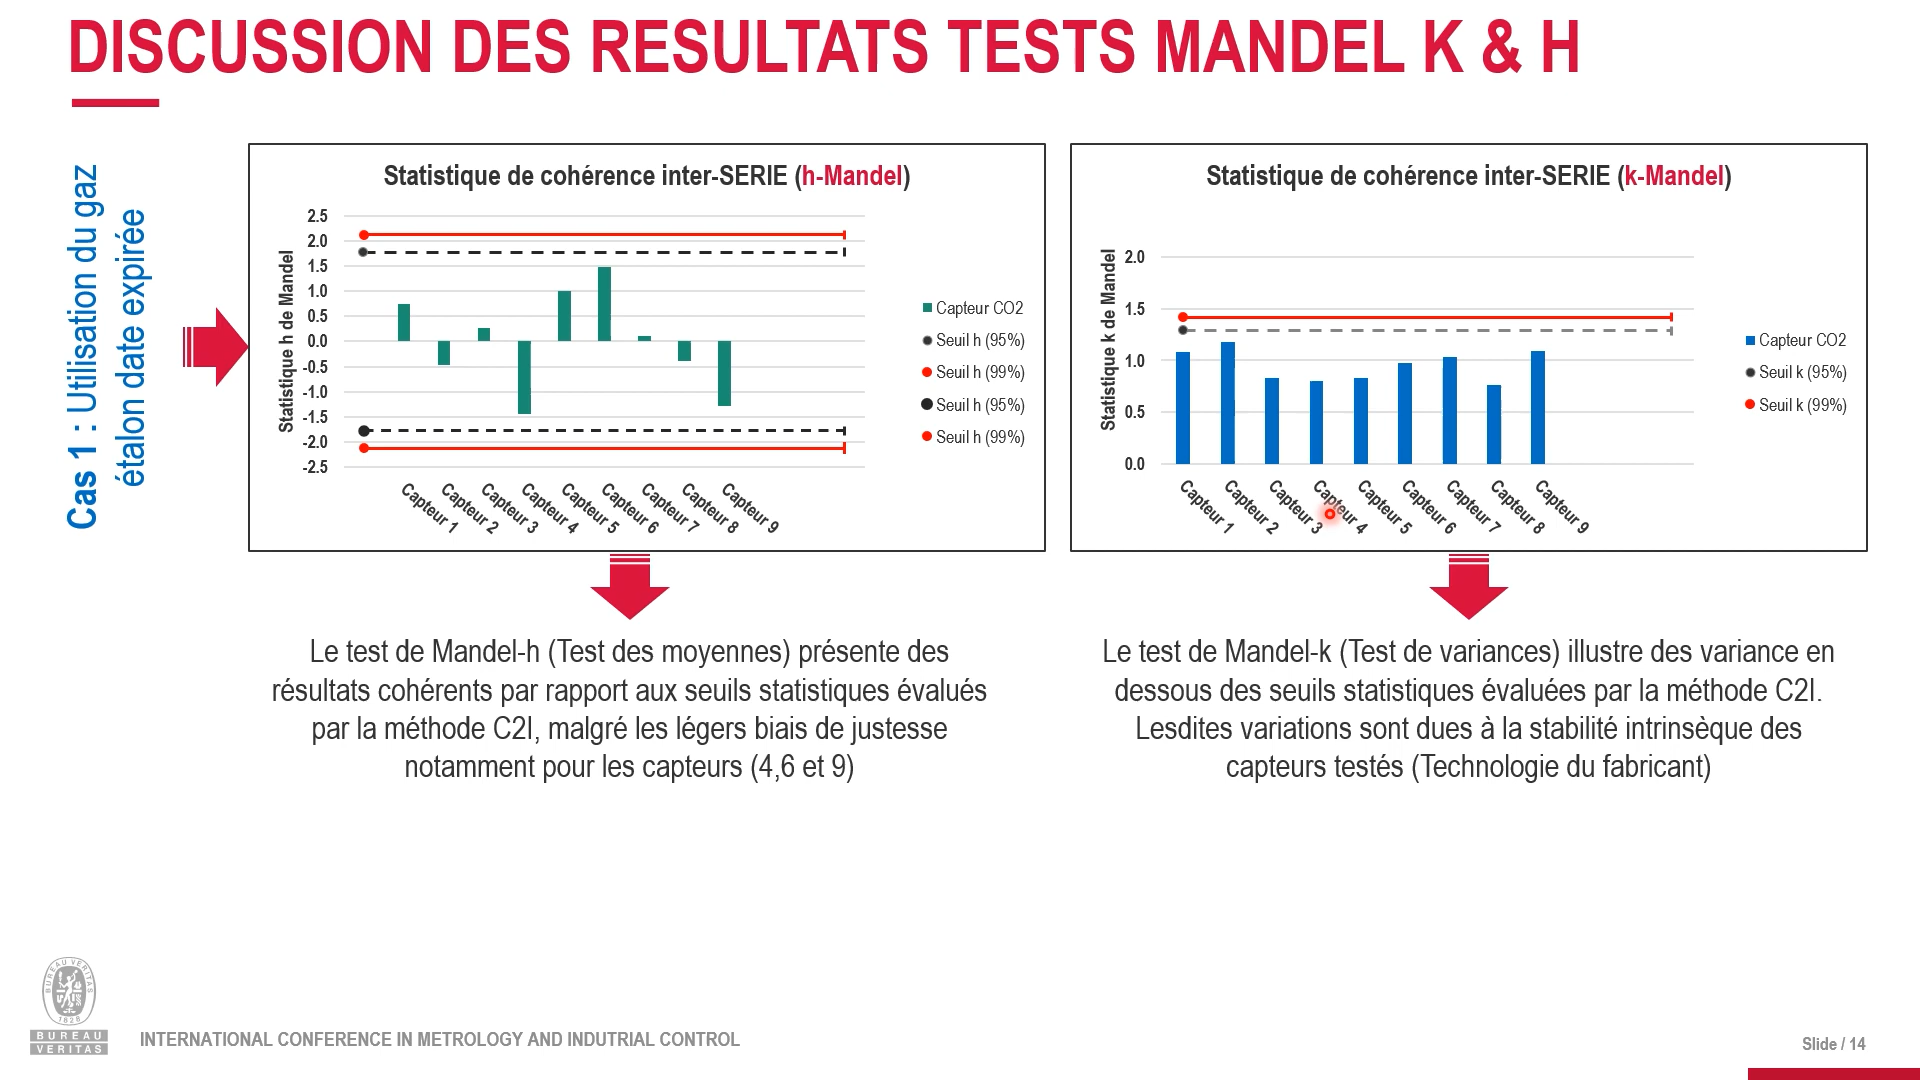 DISCUSSION DES RESULTATS TESTS MANDEL K & H
Cas 1 : Utilisation du gaz
étalon date expirée
Statistique de cohérence inter-SERIE (h-Mandel)
Statistique h de Mandel
2.5
2.0
1.5
1.0
0.5
0.0
-0.5
-1.0
-1.5
-2.0
-2.5
Capteur 1
Capteur 2
Capteur 3
Capteur 4
Capteur 5
Capteur 6
Capteur 7
Capteur 8
Capteur 9
Capteur CO2
Seuil h (95%)
Seuil h (99%)
Seuil h (95%)
Seuil h (99%)
Statistique de cohérence inter-SERIE (k-Mandel)
Statistique k de Mandel
2.0
1.5
1.0
0.5
0.0
Capteur 1
Capteur 2
Capteur 3
Capteur 4
Capteur 5
Capteur 6
Capteur 7
Capteur 8
Capteur 9
Capteur CO2
Seuil k (95%)
Seuil k (99%)
Le test de Mandel-h (Test des moyennes) présente des
résultats cohérents par rapport aux seuils statistiques évalués
par la méthode C2I, malgré les légers biais de justesse
notamment pour les capteurs (4,6 et 9)
Le test de Mandel-k (Test de variances) illustre des variance en
dessous des seuils statistiques évaluées par la méthode C2I.
Lesdites variations sont dues à la stabilité intrinsèque des
capteurs testés (Technologie du fabricant)
BUREAU VERITAS
1828
BUREAU
VERITAS
INTERNATIONAL CONFERENCE IN METROLOGY AND INDUTRIAL CONTROL
Slide / 14